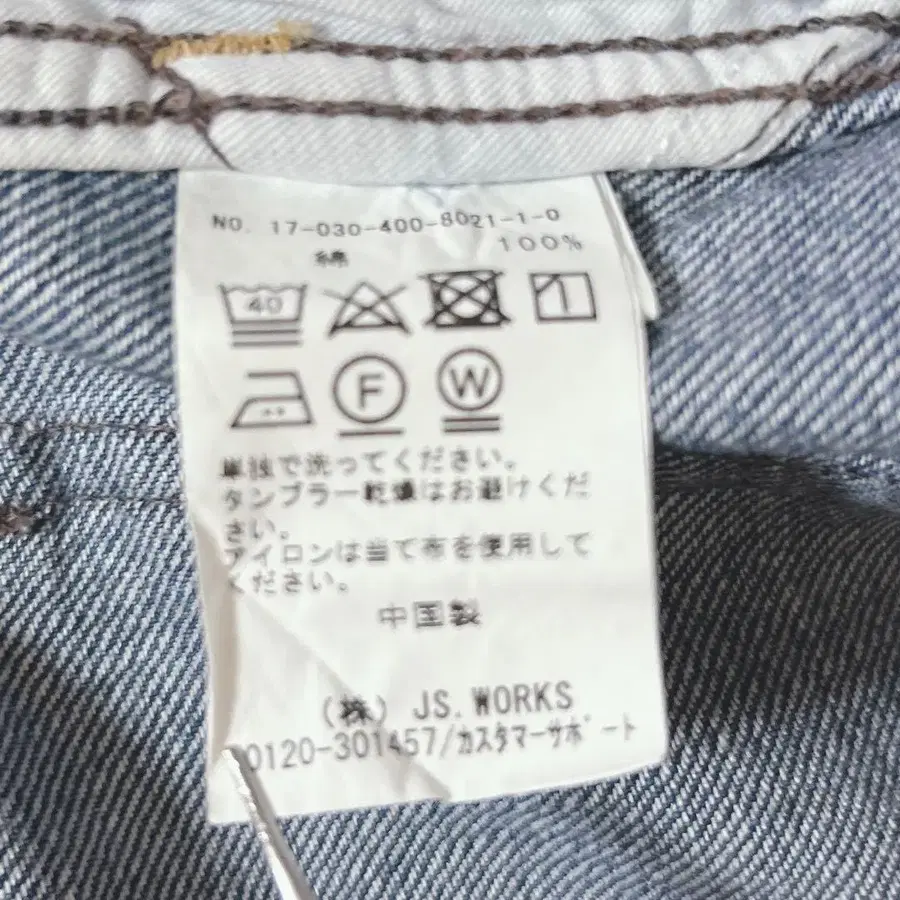 NO. 17-030-400-8021-1-0
綿 100%
40
1
F W
単独で洗ってください。
タンブラー乾燥はお避けくだ
さい。
アイロンは当て布を使用して
ください。
中国製
(株) JS.WORKS
0120-301457/カスタマーサポート